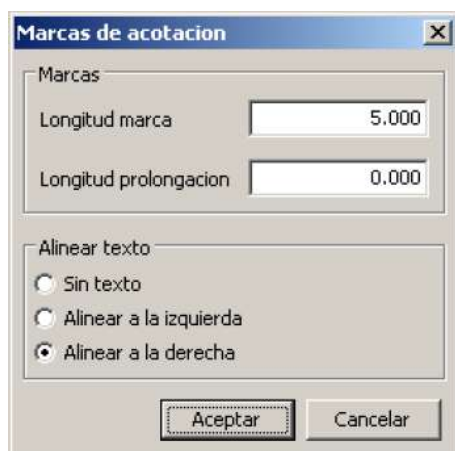 Marcas de acotacion
Marcas
Longitud marca 5.000
Longitud prolongacion 0.000
Alinear texto
Sin texto
Alinear a la izquierda
Alinear a la derecha
Aceptar Cancelar